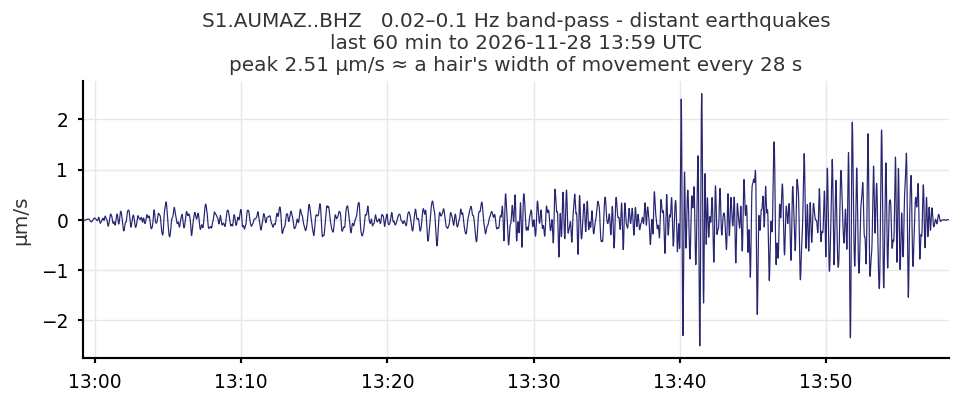 S1.AUMAZ..BHZ   0.02–0.1 Hz band-pass - distant earthquakes
last 60 min to 2026-11-28 13:59 UTC
peak 2.51 µm/s ≈ a hair's width of movement every 28 s
µm/s
2
1
0
−1
−2
13:00 13:10 13:20 13:30 13:40 13:50